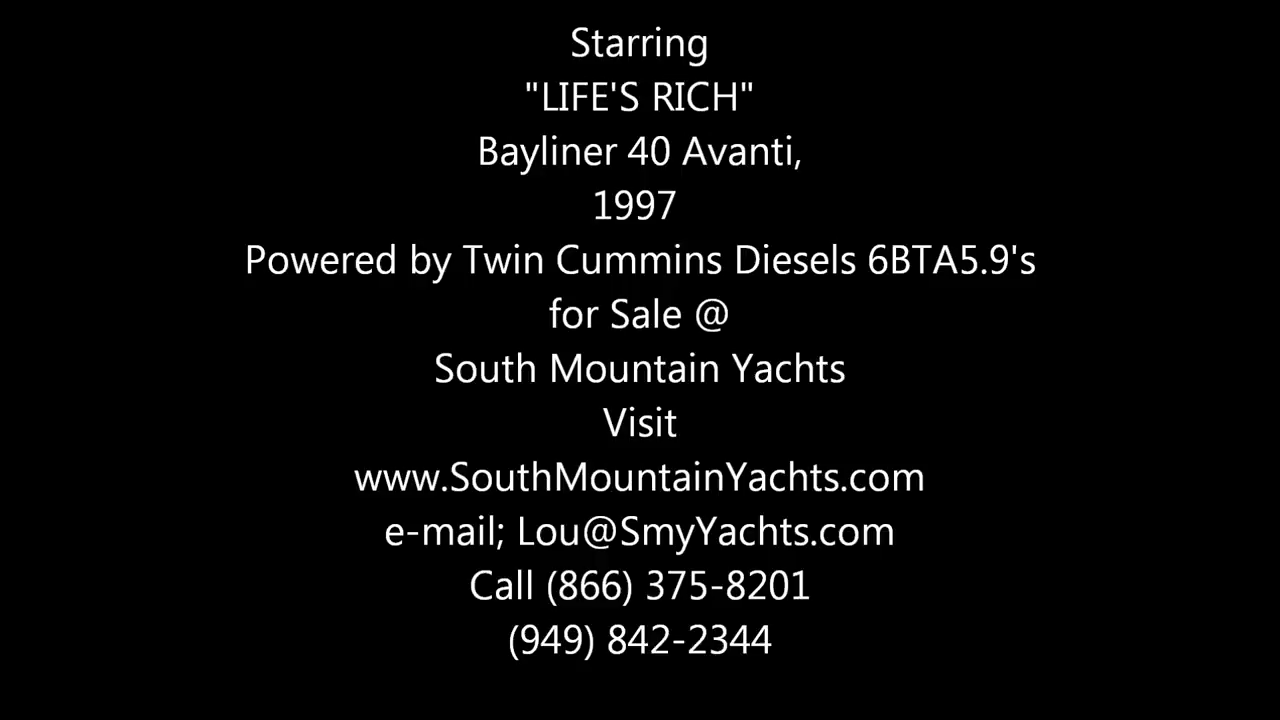 Starring
"LIFE'S RICH"
Bayliner 40 Avanti,
1997
Powered by Twin Cummins Diesels 6BTA5.9's
for Sale @
South Mountain Yachts
Visit
www.SouthMountainYachts.com
e-mail; Lou@SmyYachts.com
Call (866) 375-8201
(949) 842-2344